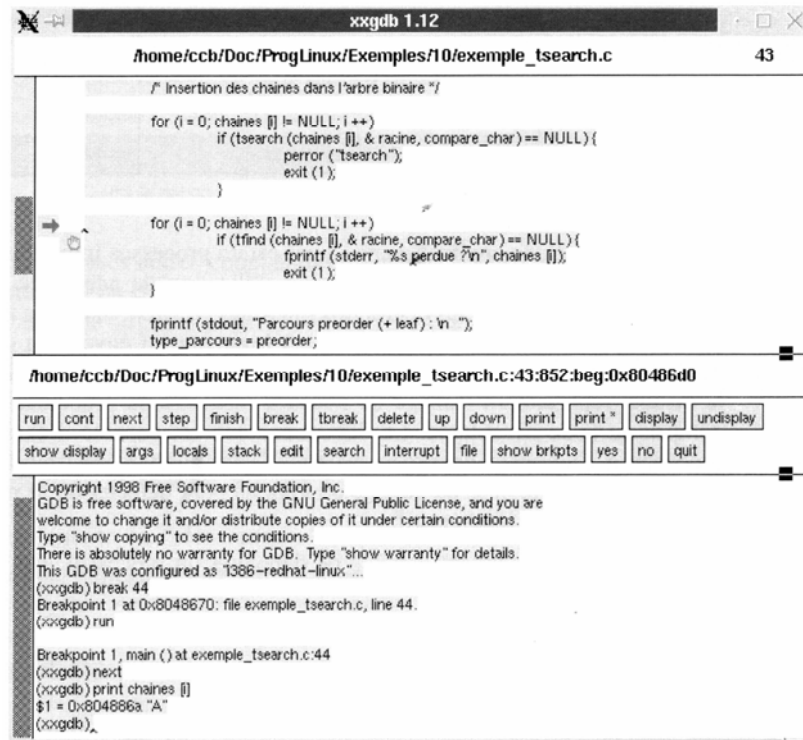 xxgdb 1.12
/home/ccb/Doc/ProgLinux/Exemples/10/exemple_tsearch.c 43
/* Insertion des chaines dans l'arbre binaire */
for (i = 0; chaines [i] != NULL; i ++)
if (tsearch (chaines [i], & racine, compare_char) == NULL) {
perror ("tsearch");
exit (1);
}
for (i = 0; chaines [i] != NULL; i ++)
if (tfind (chaines [i], & racine, compare_char) == NULL) {
fprintf (stderr, "%s perdue ?\n", chaines [i]);
exit (1);
}
fprintf (stdout, "Parcours preorder (+ leaf) : \n ");
type_parcours = preorder;
/home/ccb/Doc/ProgLinux/Exemples/10/exemple_tsearch.c:43:852:beg:0x80486d0
run cont next step finish break tbreak delete up down print print * display undisplay
show display args locals stack edit search interrupt file show brkpts yes no quit
Copyright 1998 Free Software Foundation, Inc.
GDB is free software, covered by the GNU General Public License, and you are
welcome to change it and/or distribute copies of it under certain conditions.
Type "show copying" to see the conditions.
There is absolutely no warranty for GDB. Type "show warranty" for details.
This GDB was configured as "i386-redhat-linux"...
(xxgdb) break 44
Breakpoint 1 at 0x8048670: file exemple_tsearch.c, line 44.
(xxgdb) run
Breakpoint 1, main () at exemple_tsearch.c:44
(xxgdb) next
(xxgdb) print chaines [i]
$1 = 0x804886a "A"
(xxgdb)